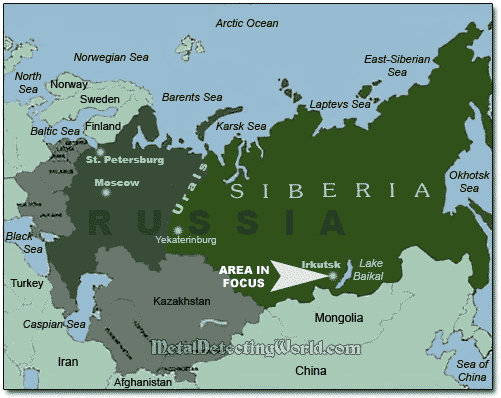 Arctic Ocean
Norwegian Sea
East-Siberian
Sea
North
Sea
Norway
Barents Sea
Laptevs Sea
Sweden
Karsk Sea
Baltic Sea
Finland
St. Petersburg
Urals
Okhotsk
Sea
Moscow
SIBERIA
RUSSIA
Black
Sea
Yekaterinburg
AREA IN
FOCUS
Irkutsk
Lake
Baikal
Turkey
Kazakhstan
Mongolia
Caspian Sea
MetalDetectingWorld.com
Iran
China
Sea of
China
Afghanistan